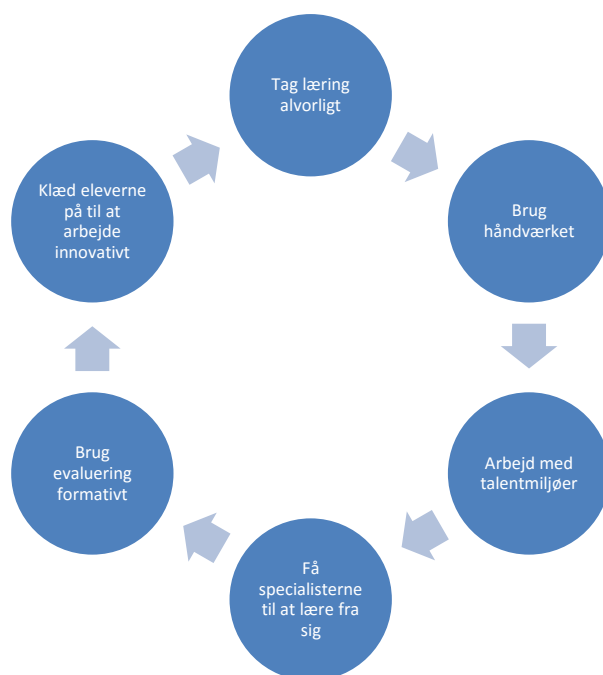 Tag læring
alvorligt
Brug
håndværket
Arbejd med
talentmiljøer
Få
specialisterne
til at lære fra
sig
Brug
evaluering
formativt
Klæd eleverne
på til at
arbejde
innovativt